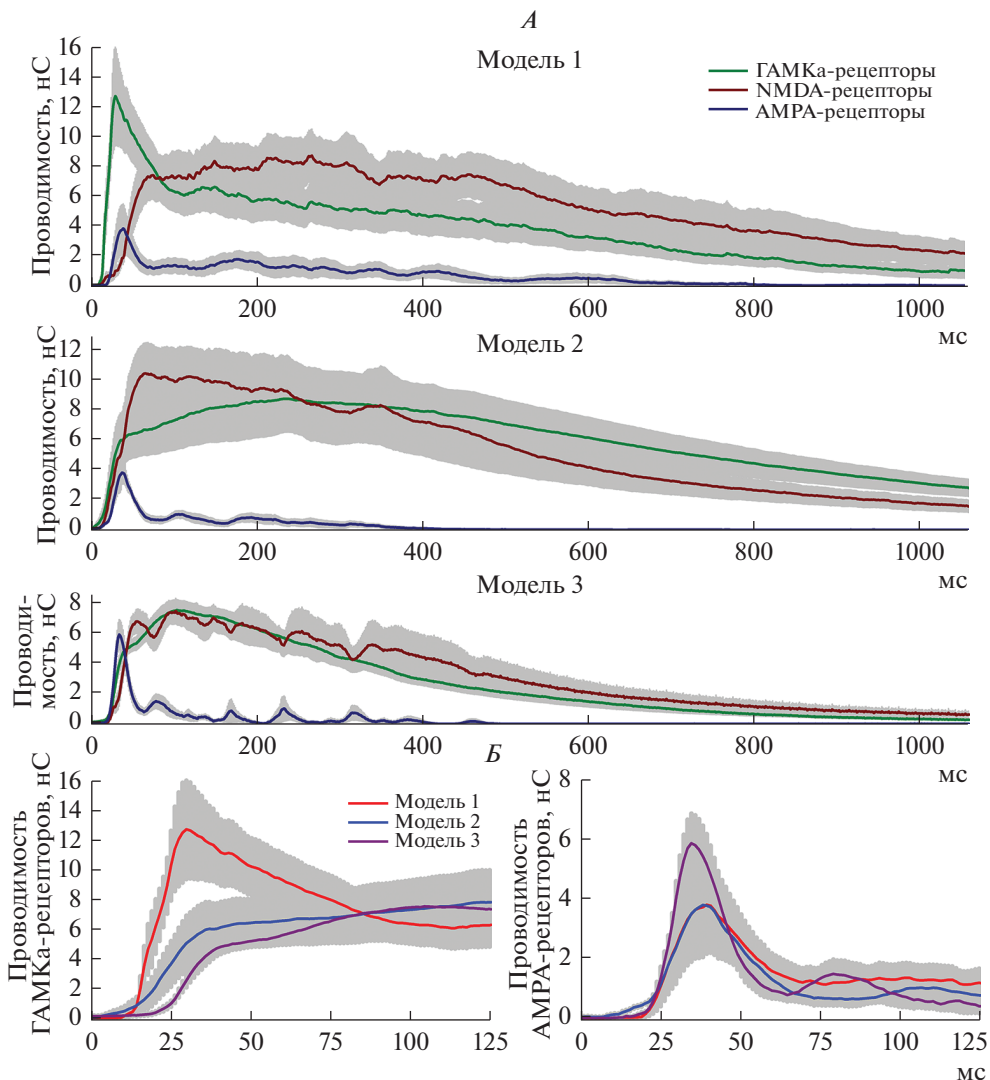 А
Модель 1
Проводимость, нС
ГАМКа-рецепторы
NMDA-рецепторы
AMPA-рецепторы
16
14
12
10
8
6
4
2
0
0 200 400 600 800 1000
мс
Модель 2
Проводимость, нС
12
10
8
6
4
2
0
0 200 400 600 800 1000
мс
Модель 3
Проводи-
мость, нС
8
6
4
2
0
0 200 400 600 800 1000
мс
Б
Проводимость
ГАМКа-рецепторов, нС
16
14
12
10
8
6
4
2
0
Модель 1
Модель 2
Модель 3
0 25 50 75 100 125
Проводимость
AMPA-рецепторов, нС
8
6
4
2
0
0 25 50 75 100 125
мс